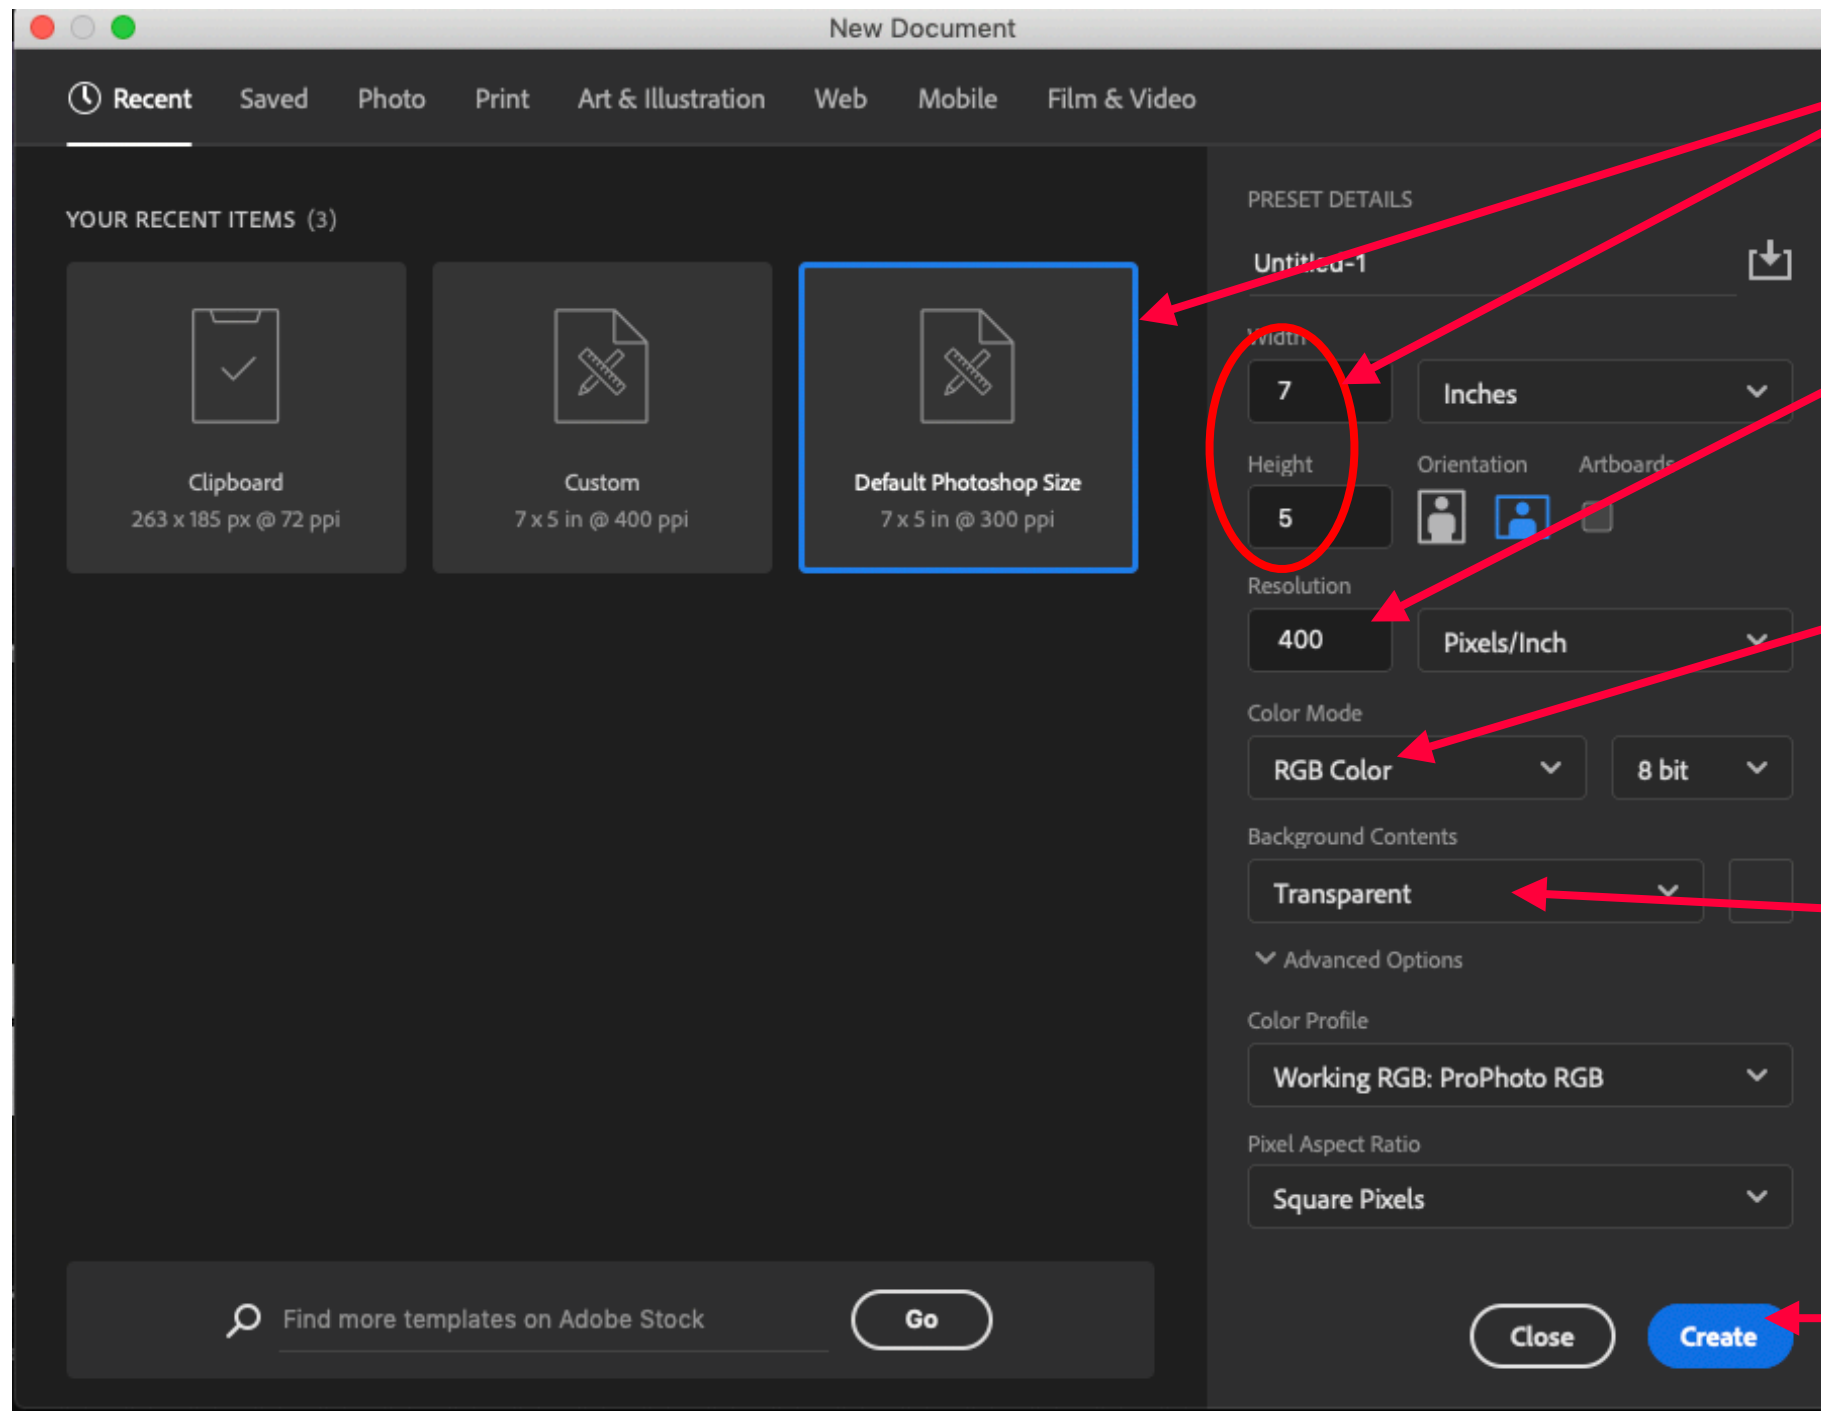 New Document
Recent Saved Photo Print Art & Illustration Web Mobile Film & Video
YOUR RECENT ITEMS (3)
Clipboard
263 x 185 px @ 72 ppi
Custom
7 x 5 in @ 400 ppi
Default Photoshop Size
7 x 5 in @ 300 ppi
Find more templates on Adobe Stock
Go
PRESET DETAILS
Untitled-1
Width
7 Inches
Height Orientation Artboards
5
Resolution
400 Pixels/Inch
Color Mode
RGB Color 8 bit
Background Contents
Transparent
Advanced Options
Color Profile
Working RGB: ProPhoto RGB
Pixel Aspect Ratio
Square Pixels
Close Create